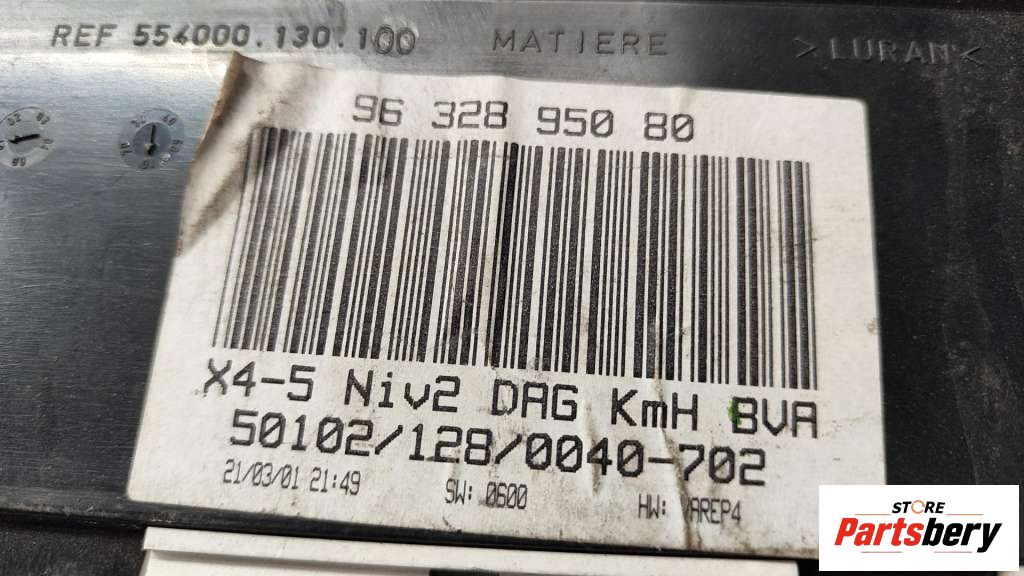 REF 554000.130.100 MATIERE >LURAN<
96 328 950 80
X4-5 Niv2 DAG KmH BVA
50102/128/0040-702
21/03/01 21:49 SW: 0600 HW: VAREP4
STORE
Partsbery